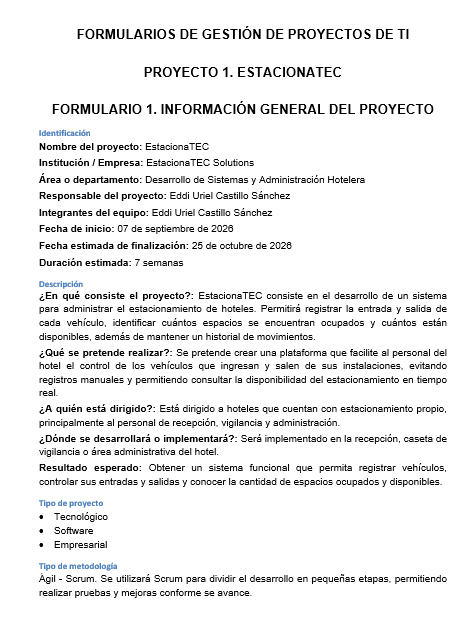 FORMULARIOS DE GESTIÓN DE PROYECTOS DE TI
PROYECTO 1. ESTACIONATEC
FORMULARIO 1. INFORMACIÓN GENERAL DEL PROYECTO
Identificación
Nombre del proyecto: EstacionaTEC
Institución / Empresa: EstacionaTEC Solutions
Área o departamento: Desarrollo de Sistemas y Administración Hotelera
Responsable del proyecto: Eddi Uriel Castillo Sánchez
Integrantes del equipo: Eddi Uriel Castillo Sánchez
Fecha de inicio: 07 de septiembre de 2026
Fecha estimada de finalización: 25 de octubre de 2026
Duración estimada: 7 semanas
Descripción
¿En qué consiste el proyecto?: EstacionaTEC consiste en el desarrollo de un sistema
para administrar el estacionamiento de hoteles. Permitirá registrar la entrada y salida de
cada vehículo, identificar cuántos espacios se encuentran ocupados y cuántos están
disponibles, además de mantener un historial de movimientos.
¿Qué se pretende realizar?: Se pretende crear una plataforma que facilite al personal del
hotel el control de los vehículos que ingresan y salen de sus instalaciones, evitando
registros manuales y permitiendo consultar la disponibilidad del estacionamiento en tiempo
real.
¿A quién está dirigido?: Está dirigido a hoteles que cuentan con estacionamiento propio,
principalmente al personal de recepción, vigilancia y administración.
¿Dónde se desarrollará o implementará?: Será implementado en la recepción, caseta de
vigilancia o área administrativa del hotel.
Resultado esperado: Obtener un sistema funcional que permita registrar vehículos,
controlar sus entradas y salidas y conocer la cantidad de espacios ocupados y disponibles.
Tipo de proyecto
• Tecnológico
• Software
• Empresarial
Tipo de metodología
Ágil - Scrum. Se utilizará Scrum para dividir el desarrollo en pequeñas etapas, permitiendo
realizar pruebas y mejoras conforme se avance.